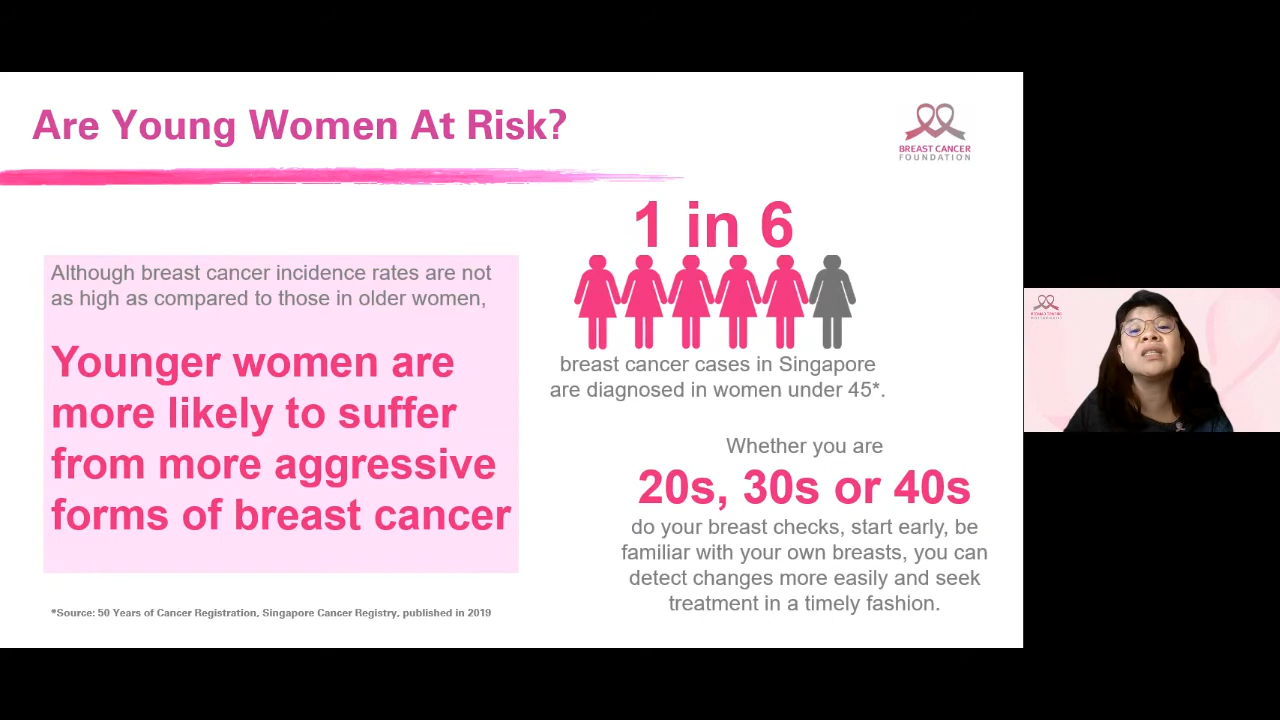 Are Young Women At Risk?
BREAST CANCER
FOUNDATION
Although breast cancer incidence rates are not
as high as compared to those in older women,
Younger women are
more likely to suffer
from more aggressive
forms of breast cancer
*Source: 50 Years of Cancer Registration, Singapore Cancer Registry, published in 2019
1 in 6
breast cancer cases in Singapore
are diagnosed in women under 45*.
Whether you are
20s, 30s or 40s
do your breast checks, start early, be
familiar with your own breasts, you can
detect changes more easily and seek
treatment in a timely fashion.